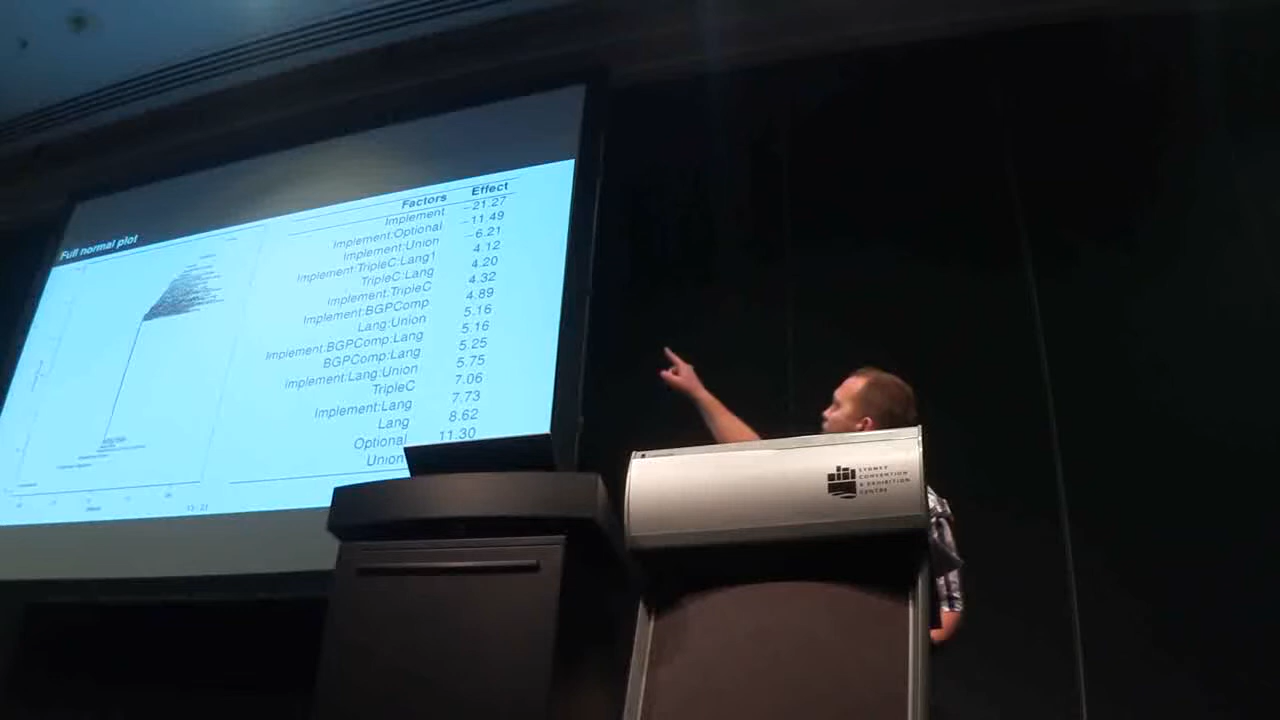 Full normal plot
Factors Effect
Implement −21.27
Implement:Optional −11.49
Implement:Union −6.21
Implement:TripleC:Lang1 4.12
TripleC:Lang 4.20
Implement:TripleC 4.32
Implement:BGPComp 4.89
Lang:Union 5.16
Implement:BGPComp:Lang 5.16
BGPComp:Lang 5.25
Implement:Lang:Union 5.75
TripleC 7.06
Implement:Lang 7.73
Lang 8.62
Optional 11.30
Union
SYDNEY
CONVENTION
& EXHIBITION
CENTRE